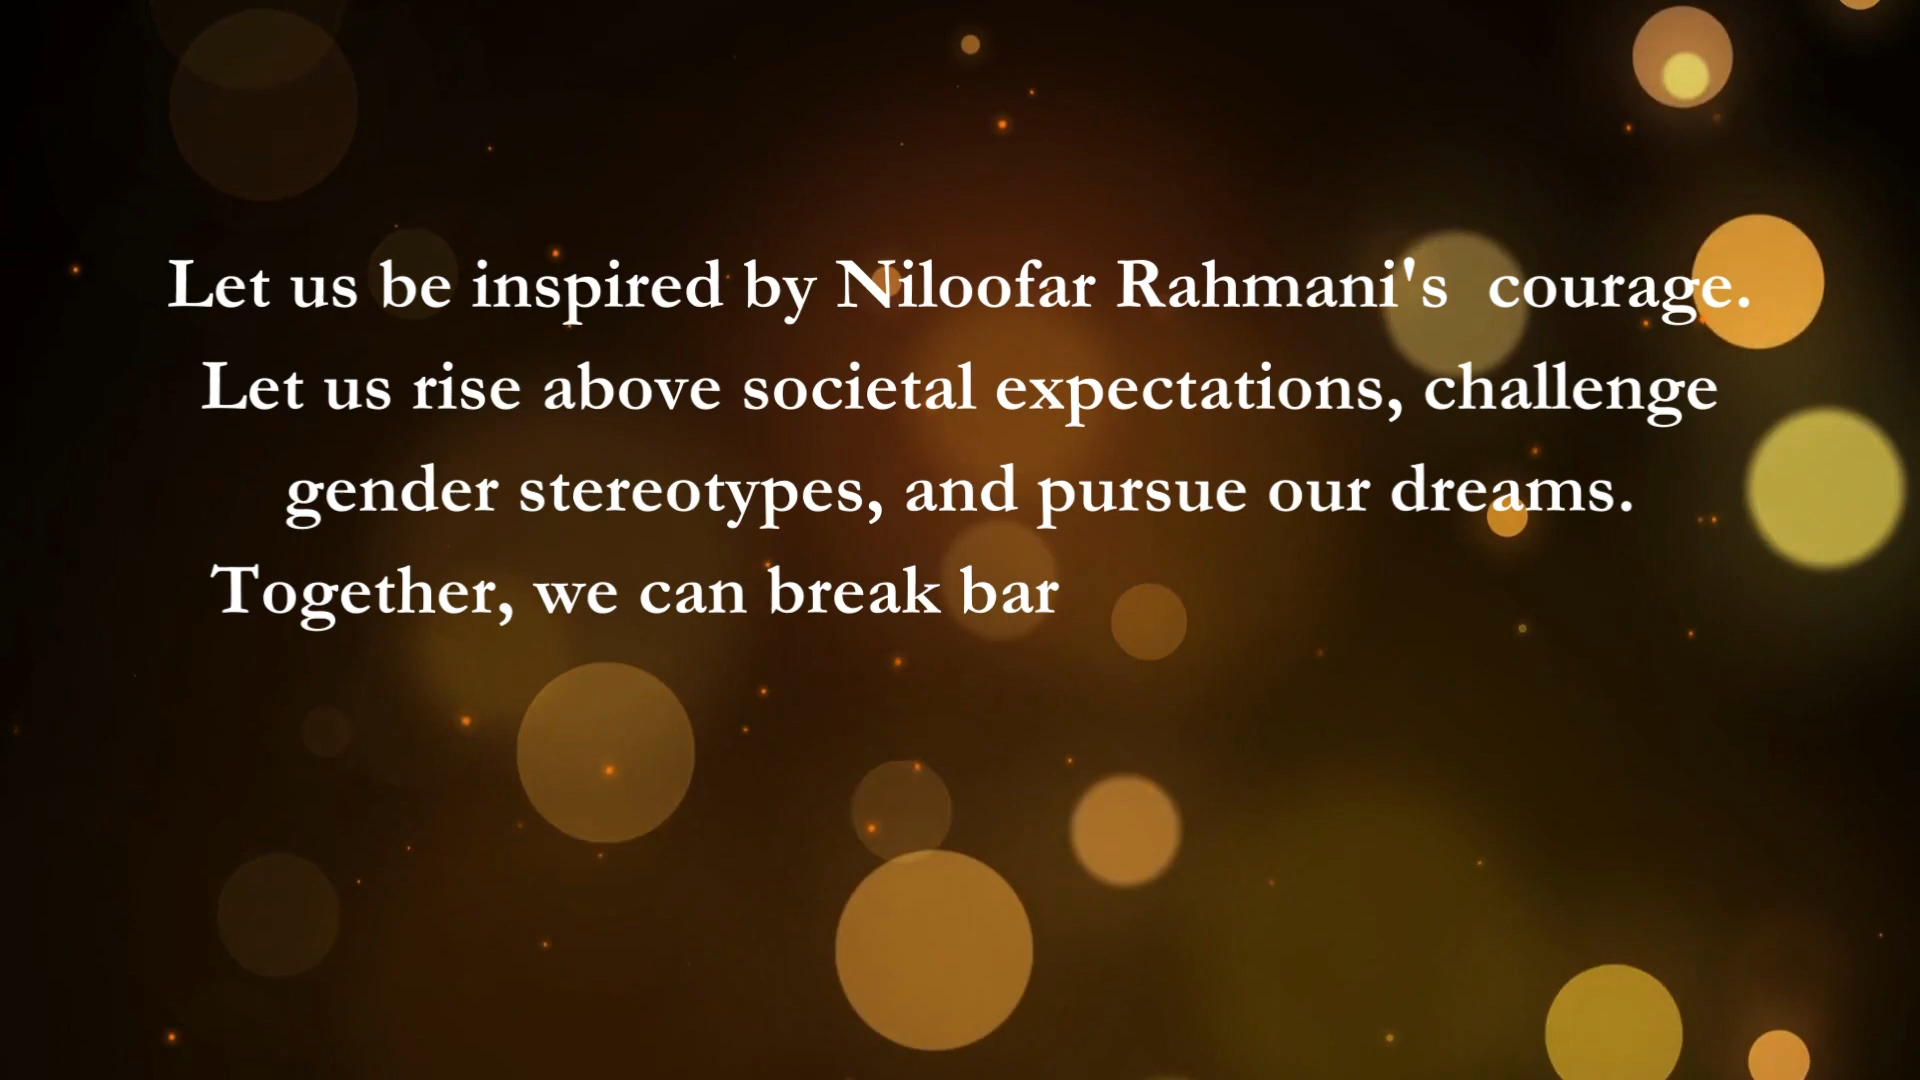 Let us be inspired by Niloofar Rahmani's  courage.
Let us rise above societal expectations, challenge
gender stereotypes, and pursue our dreams.
Together, we can break bar